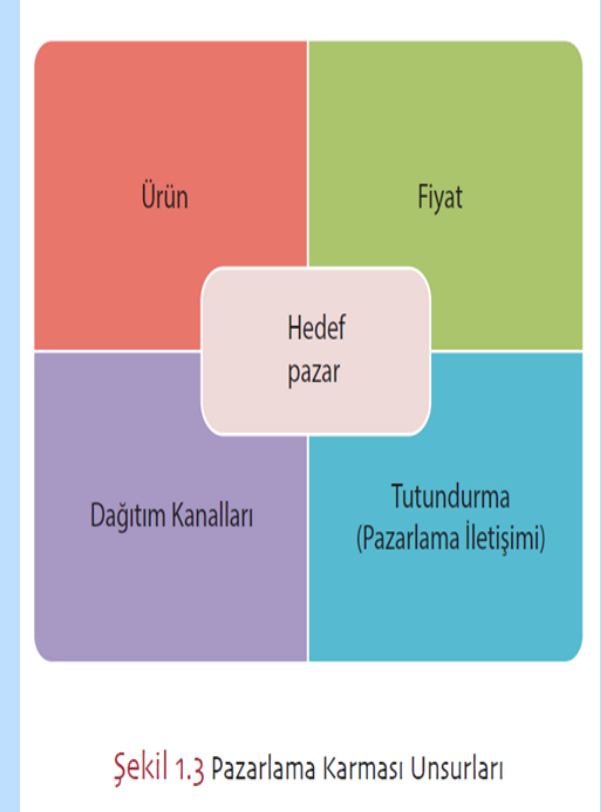 Ürün
Fiyat
Hedef
pazar
Dağıtım Kanalları
Tutundurma
(Pazarlama İletişimi)
Şekil 1.3 Pazarlama Karması Unsurları